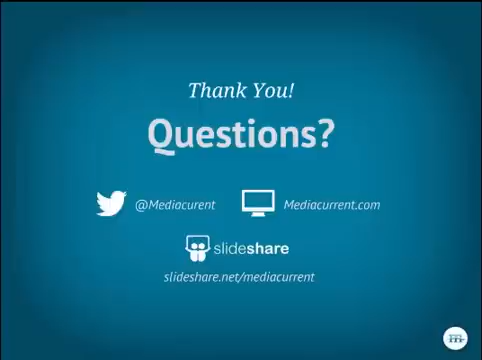 Thank You!
Questions?
@Mediacurent
Mediacurrent.com
slideshare
slideshare.net/mediacurrent